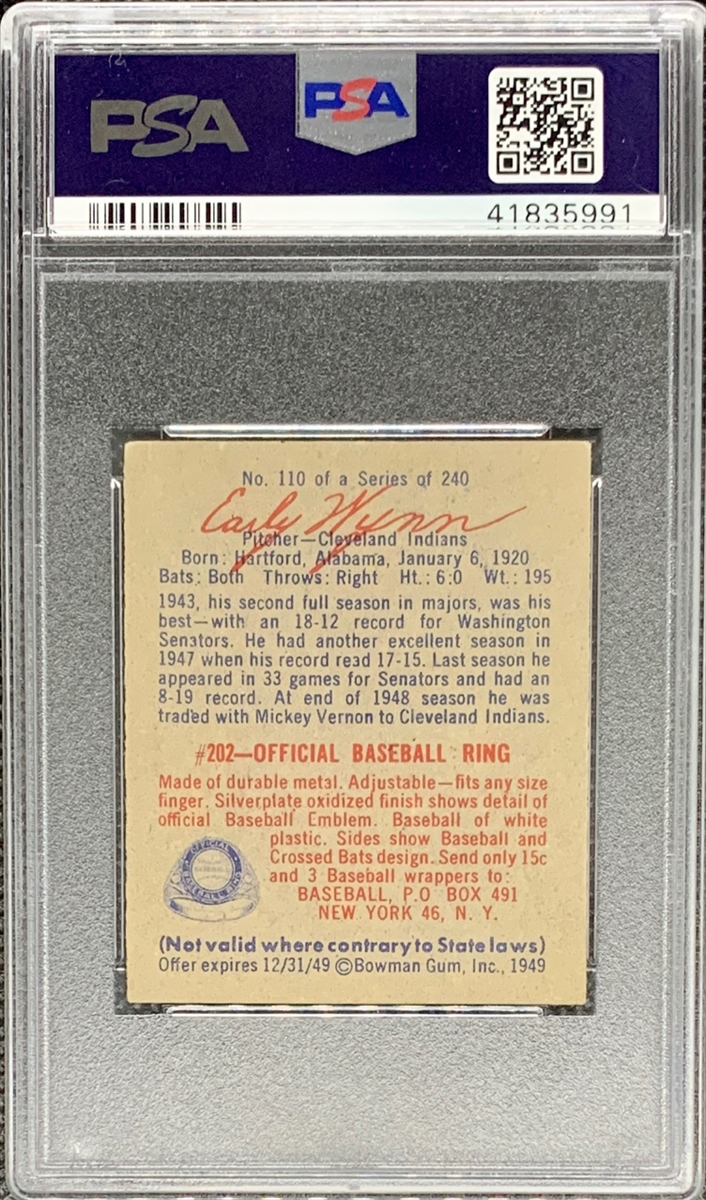 PSA
PSA
41835991
No. 110 of a Series of 240
Early Wynn
Pitcher—Cleveland Indians
Born: Hartford, Alabama, January 6, 1920
Bats: Both Throws: Right Ht.: 6:0 Wt.: 195
1943, his second full season in majors, was his
best—with an 18-12 record for Washington
Senators. He had another excellent season in
1947 when his record read 17-15. Last season he
appeared in 33 games for Senators and had an
8-19 record. At end of 1948 season he was
traded with Mickey Vernon to Cleveland Indians.
#202—OFFICIAL BASEBALL RING
Made of durable metal. Adjustable—fits any size
finger. Silverplate oxidized finish shows detail of
official Baseball Emblem. Baseball of white
plastic. Sides show Baseball and
Crossed Bats design. Send only 15c
and 3 Baseball wrappers to:
BASEBALL, P.O BOX 491
NEW YORK 46, N. Y.
OFFICIAL
BASEBALL RING
(Not valid where contrary to State laws)
Offer expires 12/31/49 ©Bowman Gum, Inc., 1949